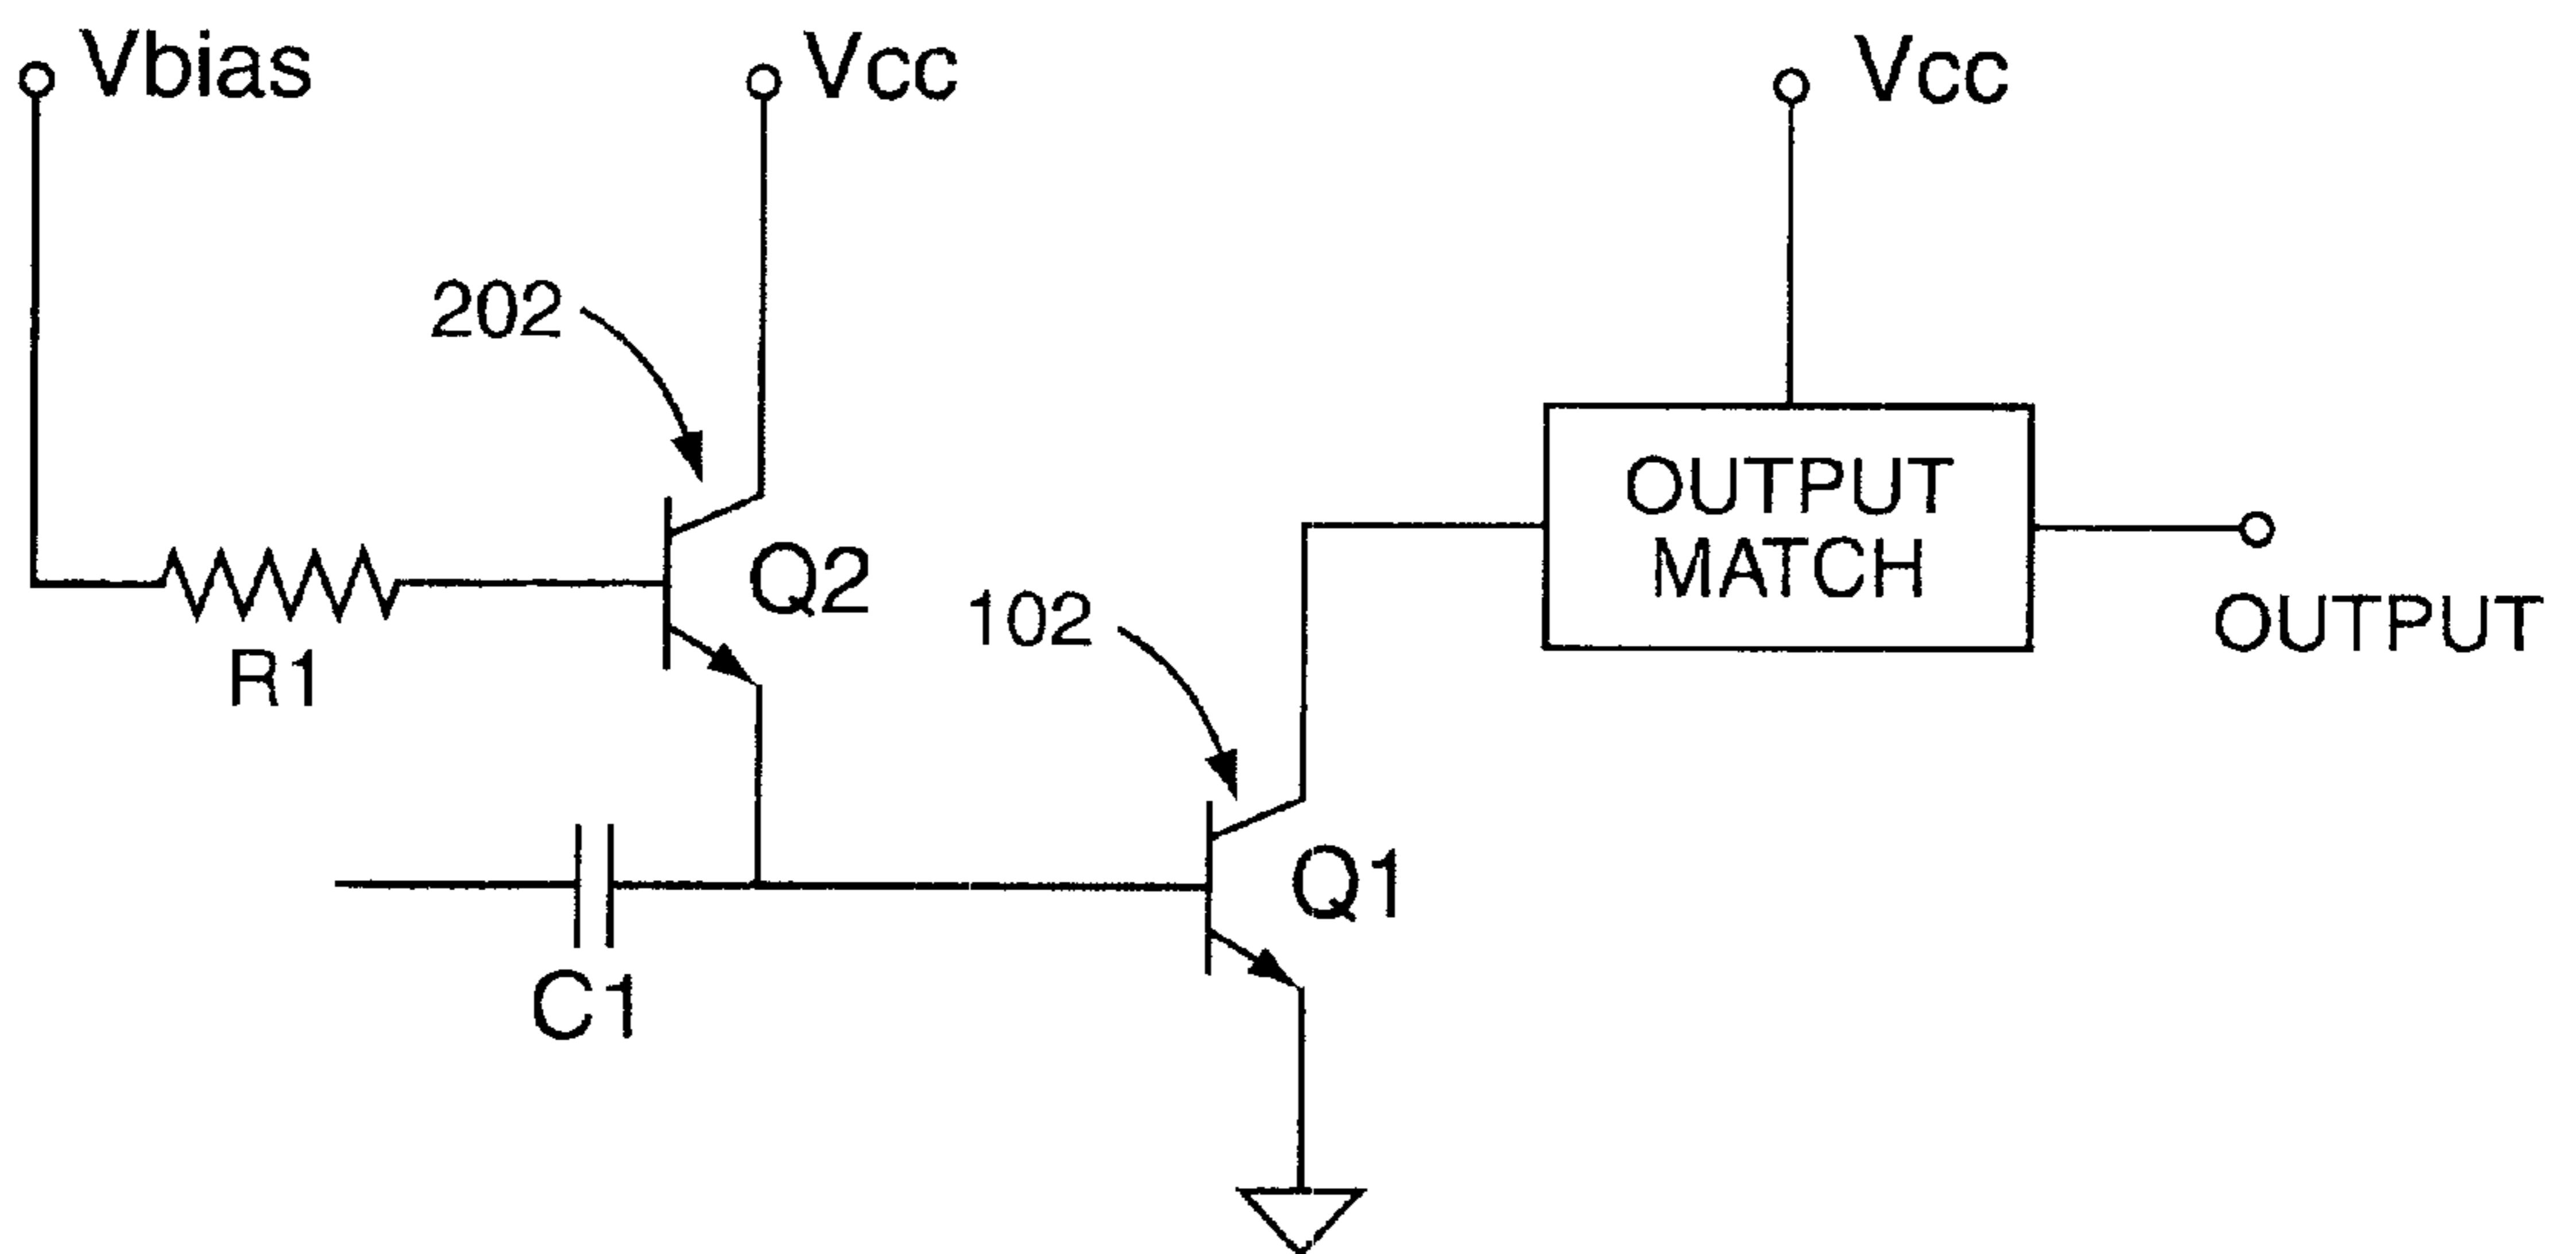 Vbias
Vcc
Vcc
202
OUTPUT
MATCH
Q2
102
OUTPUT
R1
Q1
C1